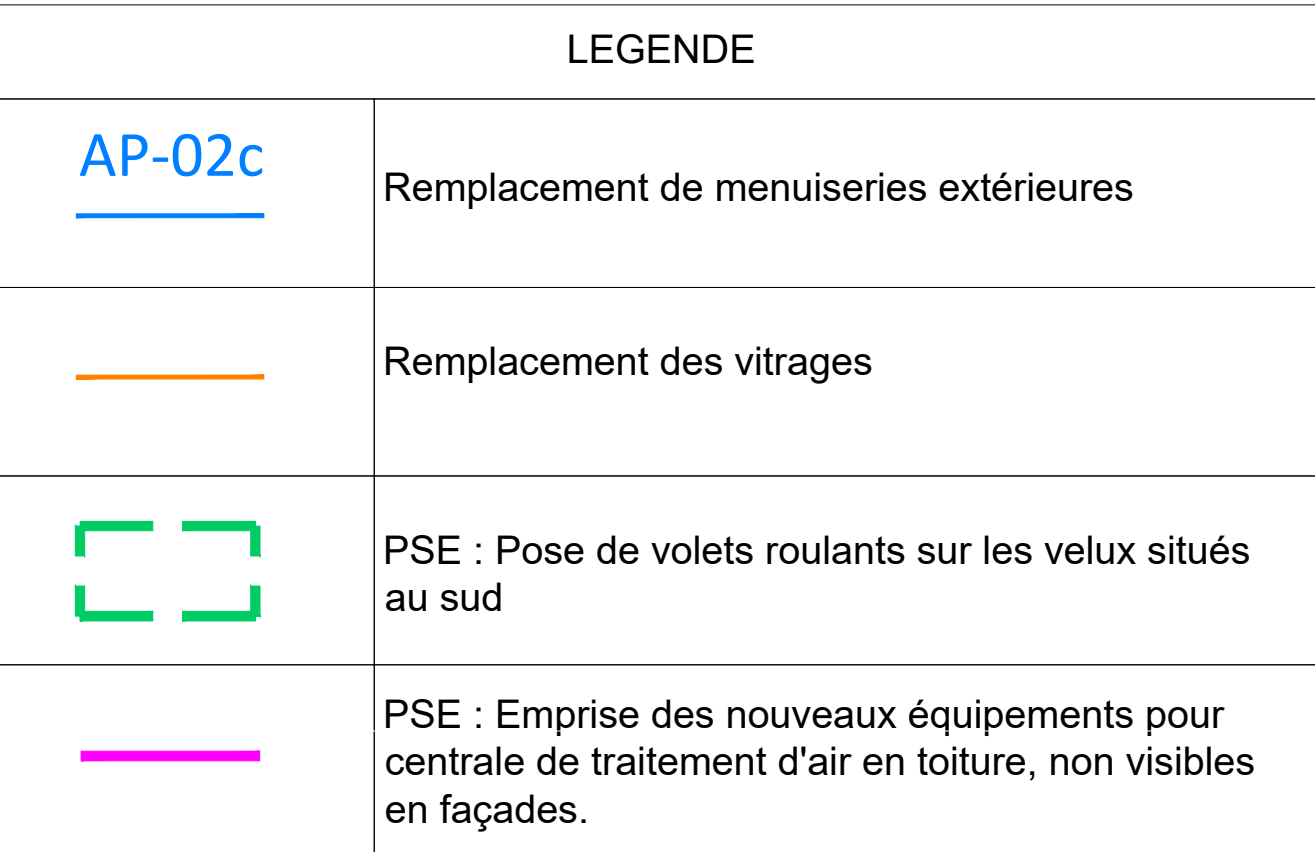 LEGENDE
AP-02c
Remplacement de menuiseries extérieures
Remplacement des vitrages
PSE : Pose de volets roulants sur les velux situés
au sud
PSE : Emprise des nouveaux équipements pour
centrale de traitement d'air en toiture, non visibles
en façades.